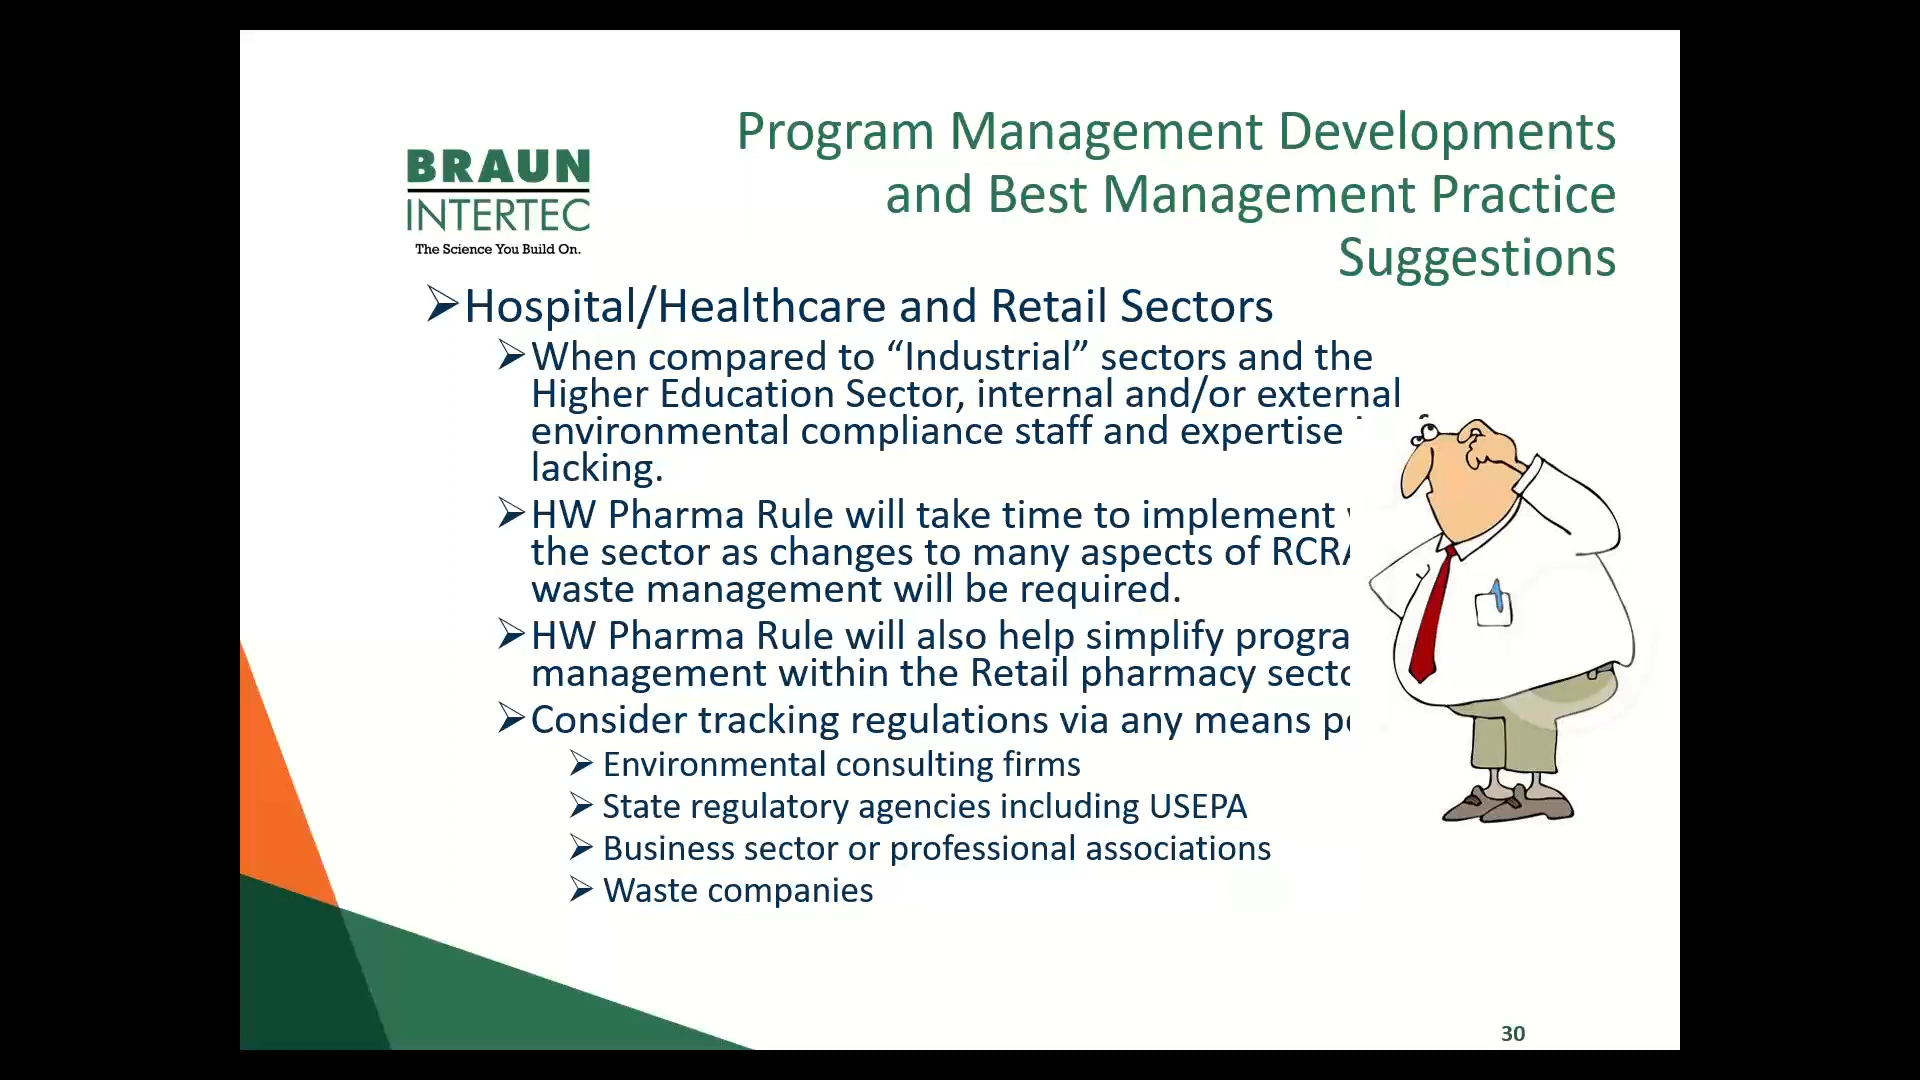 Program Management Developments
and Best Management Practice
Suggestions
BRAUN
INTERTEC
The Science You Build On.
➢Hospital/Healthcare and Retail Sectors
➢When compared to “Industrial” sectors and the
Higher Education Sector, internal and/or external
environmental compliance staff and expertise
lacking.
➢HW Pharma Rule will take time to implement
the sector as changes to many aspects of RCRA
waste management will be required.
➢HW Pharma Rule will also help simplify
management within the Retail pharmacy
➢Consider tracking regulations via any means
➢Environmental consulting firms
➢State regulatory agencies including USEPA
➢Business sector or professional associations
➢Waste companies
30